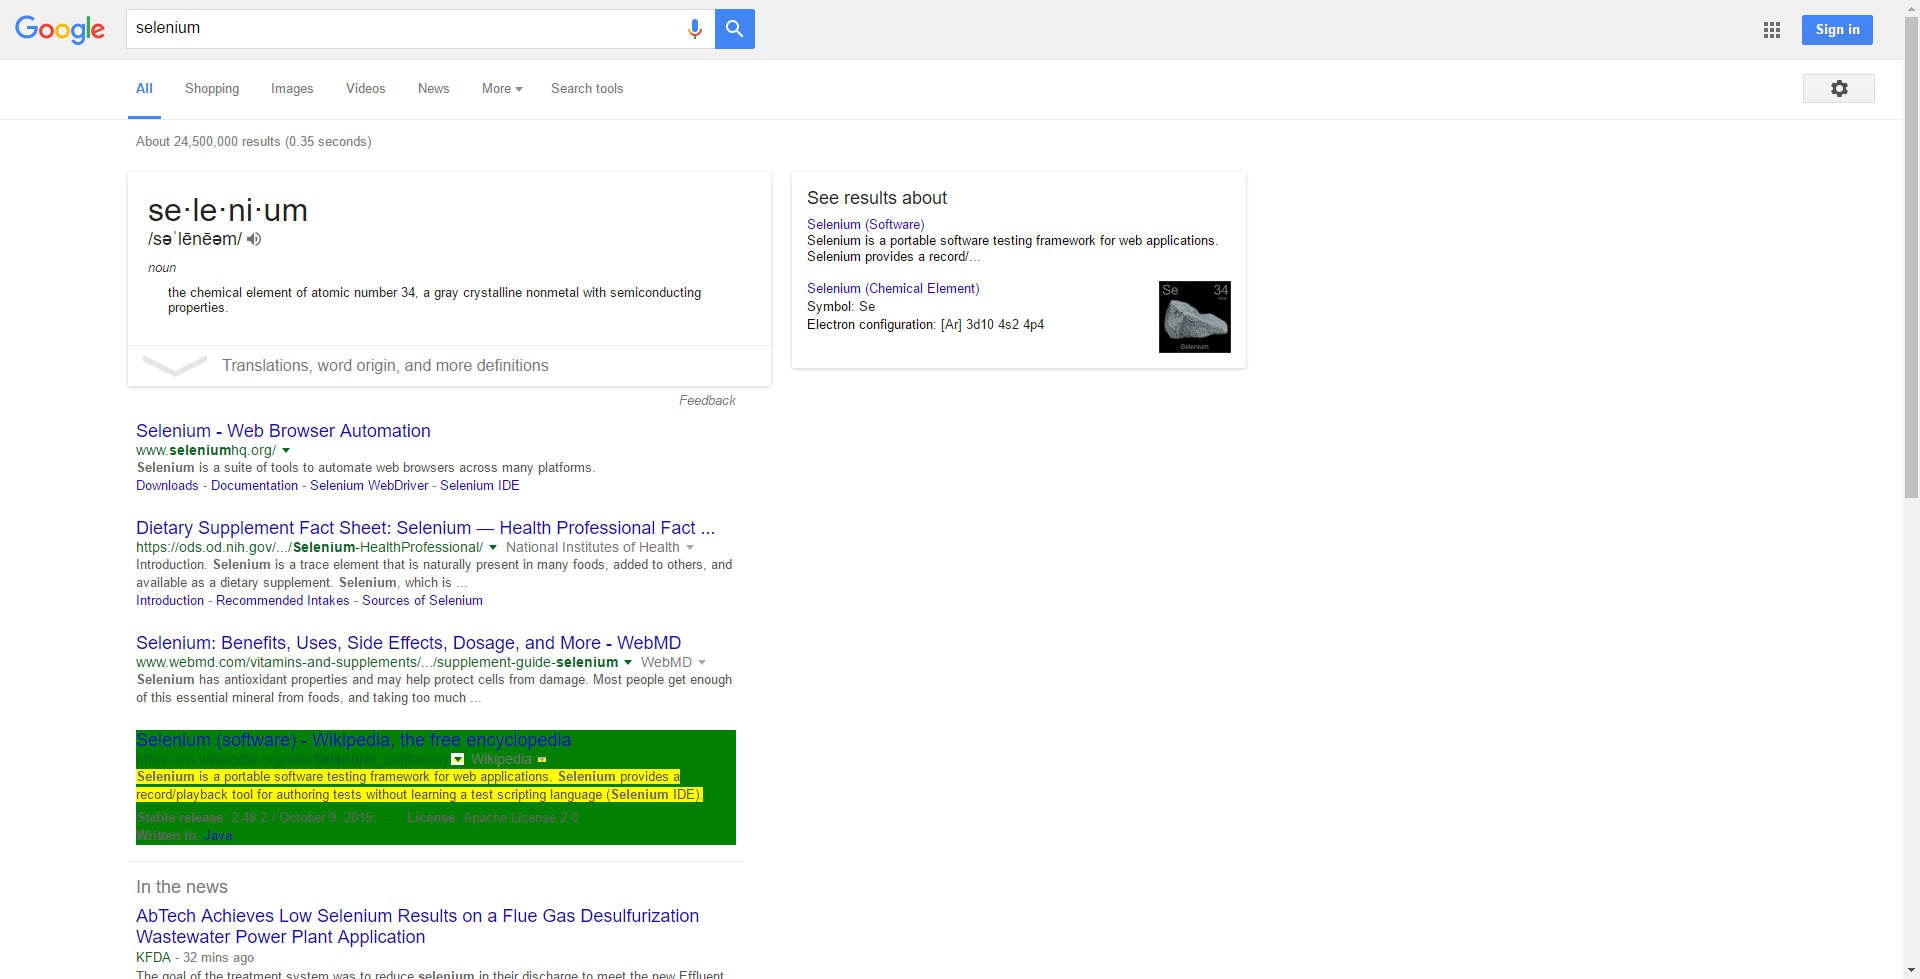 Google
selenium
Sign in
All Shopping Images Videos News More Search tools
About 24,500,000 results (0.35 seconds)
se·le·ni·um
/səˈlēnēəm/
noun
the chemical element of atomic number 34, a gray crystalline nonmetal with semiconducting
properties.
Translations, word origin, and more definitions
Feedback
See results about
Selenium (Software)
Selenium is a portable software testing framework for web applications.
Selenium provides a record/...
Selenium (Chemical Element)
Symbol: Se
Electron configuration: [Ar] 3d10 4s2 4p4
Se 34
Selenium
Selenium - Web Browser Automation
www.seleniumhq.org/
Selenium is a suite of tools to automate web browsers across many platforms.
Downloads - Documentation - Selenium WebDriver - Selenium IDE
Dietary Supplement Fact Sheet: Selenium — Health Professional Fact ...
https://ods.od.nih.gov/.../Selenium-HealthProfessional/ National Institutes of Health
Introduction. Selenium is a trace element that is naturally present in many foods, added to others, and
available as a dietary supplement. Selenium, which is ...
Introduction - Recommended Intakes - Sources of Selenium
Selenium: Benefits, Uses, Side Effects, Dosage, and More - WebMD
www.webmd.com/vitamins-and-supplements/.../supplement-guide-selenium WebMD
Selenium has antioxidant properties and may help protect cells from damage. Most people get enough
of this essential mineral from foods, and taking too much ...
Selenium (software) - Wikipedia, the free encyclopedia
https://en.wikipedia.org/wiki/Selenium_(software) Wikipedia
Selenium is a portable software testing framework for web applications. Selenium provides a
record/playback tool for authoring tests without learning a test scripting language (Selenium IDE).
Stable release: 2.48.2 / October 9, 2015; ... License: Apache License 2.0
Written in: Java
In the news
AbTech Achieves Low Selenium Results on a Flue Gas Desulfurization
Wastewater Power Plant Application
KFDA - 32 mins ago
The goal of the treatment system was to reduce selenium in their discharge to meet the new Effluent